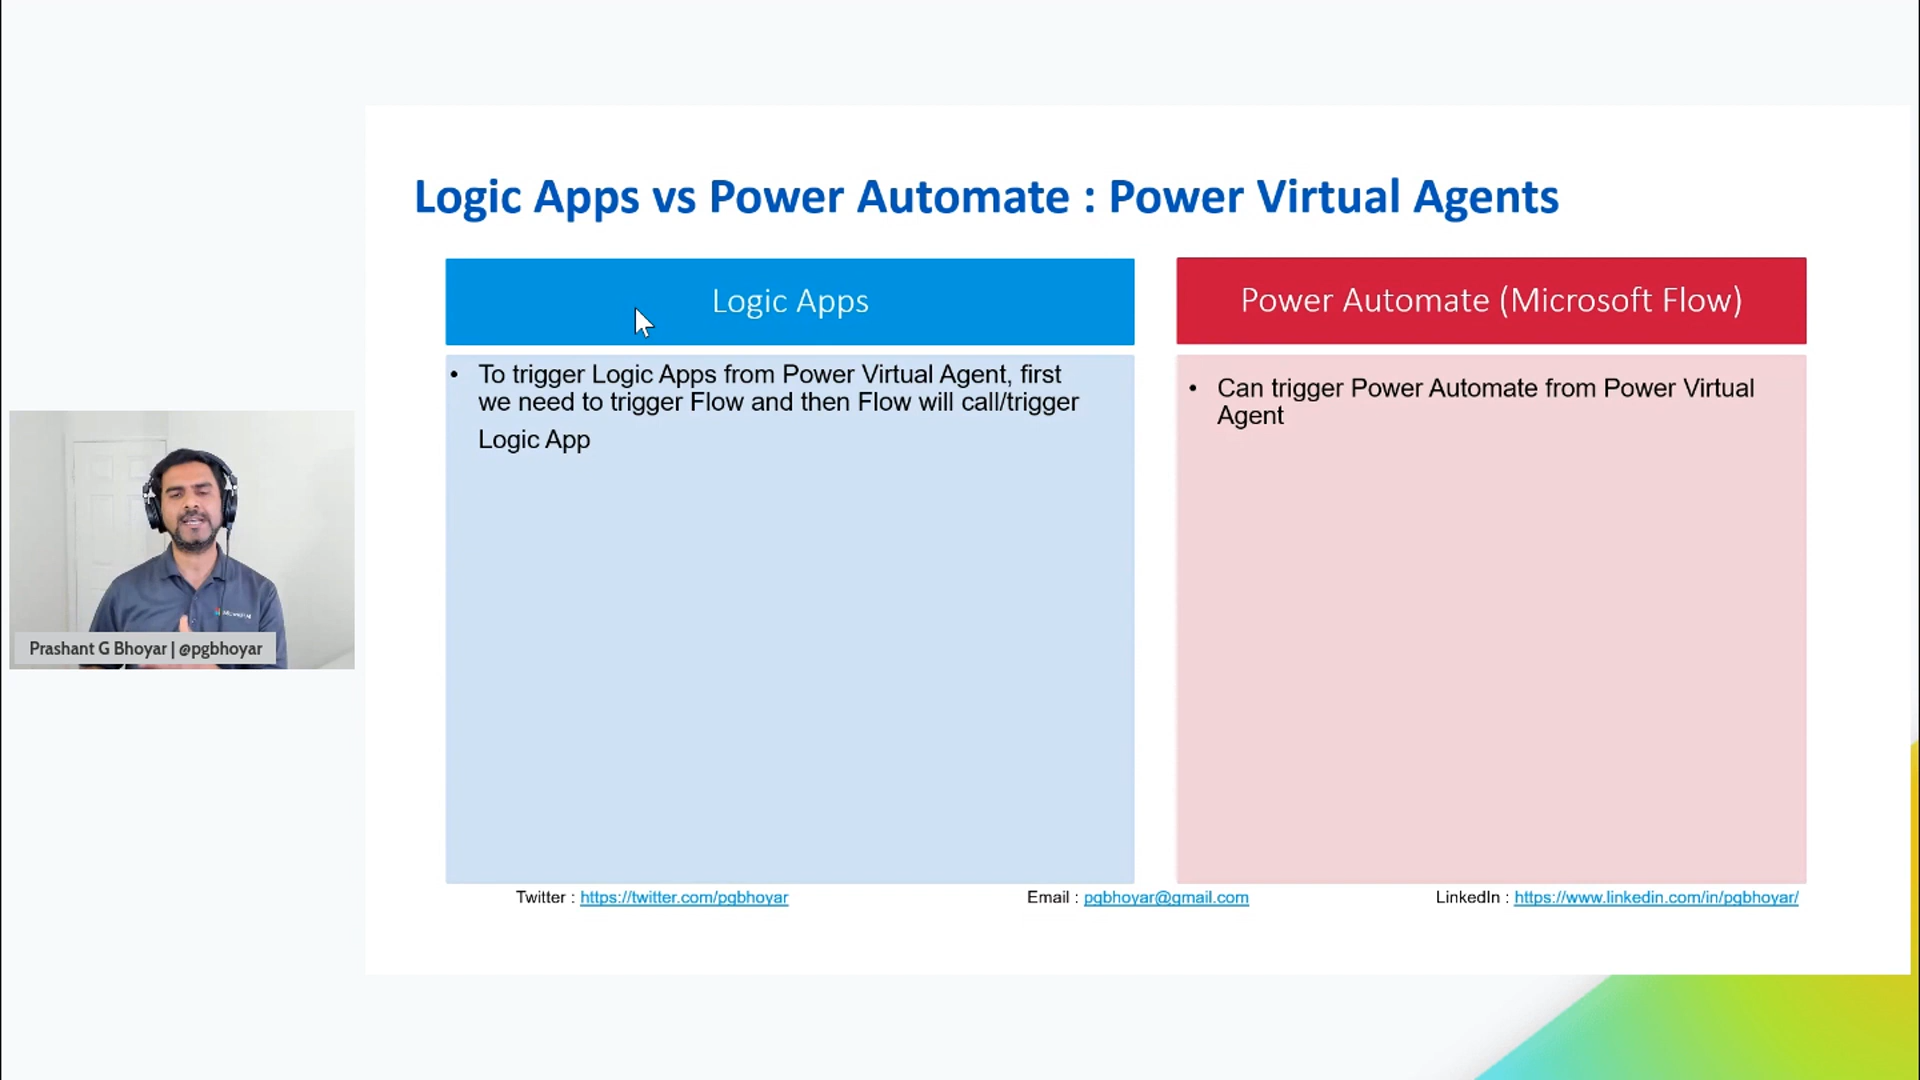 Logic Apps vs Power Automate : Power Virtual Agents
Logic Apps
Power Automate (Microsoft Flow)
• To trigger Logic Apps from Power Virtual Agent, first
we need to trigger Flow and then Flow will call/trigger
Logic App
• Can trigger Power Automate from Power Virtual
Agent
Prashant G Bhoyar | @pgbhoyar
Twitter : https://twitter.com/pgbhoyar
Email : pgbhoyar@gmail.com
LinkedIn : https://www.linkedin.com/in/pgbhoyar/